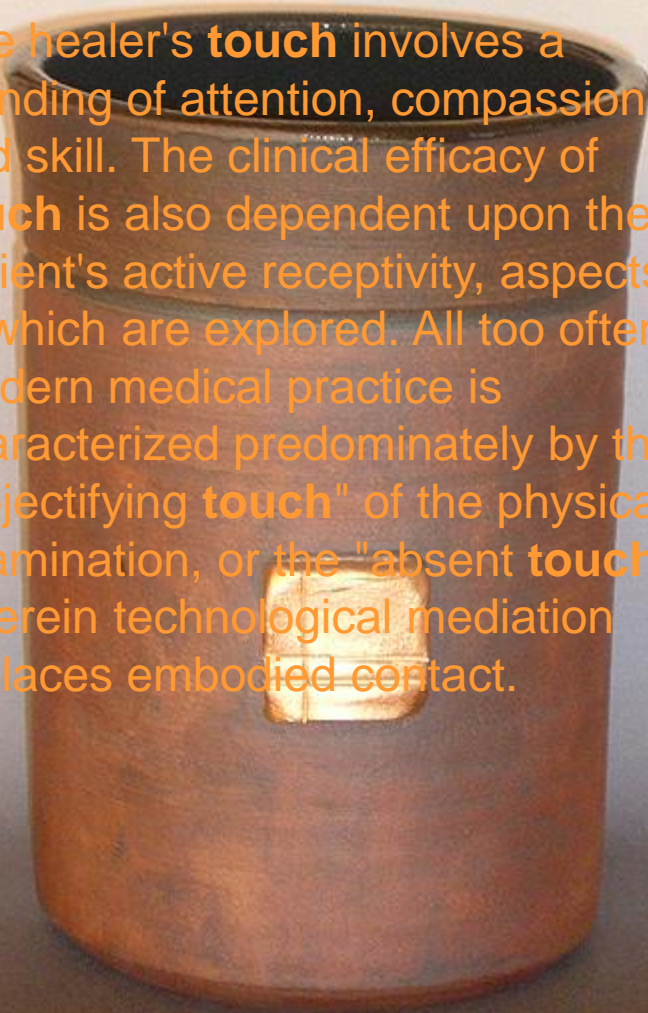 e healer's touch involves a
nding of attention, compassion
d skill. The clinical efficacy of
uch is also dependent upon the
ient's active receptivity, aspects
which are explored. All too often
dern medical practice is
aracterized predominately by th
jectifying touch" of the physica
amination, or the "absent touch
erein technological mediation
laces embodied contact.